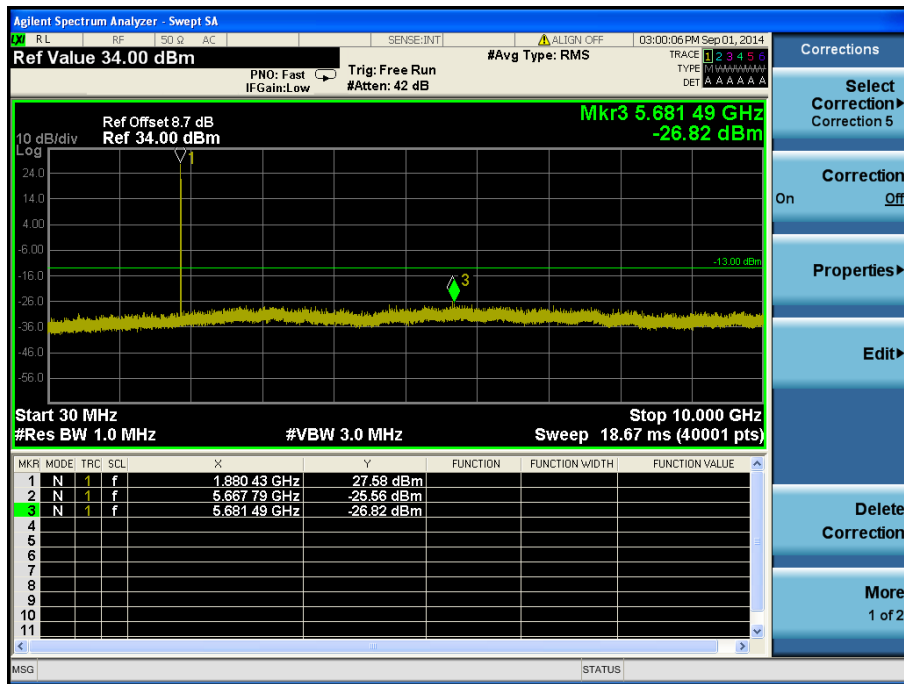 Agilent Spectrum Analyzer - Swept SA
LXI RL RF 50 Ω AC SENSE:INT ALIGN OFF 03:00:06 PM Sep 01, 2014
Ref Value 34.00 dBm
PNO: Fast
IFGain:Low
Trig: Free Run
#Atten: 42 dB
#Avg Type: RMS
TRACE 1 2 3 4 5 6
TYPE M WWWWW
DET A A A A A A
Mkr3 5.681 49 GHz
-26.82 dBm
Ref Offset 8.7 dB
10 dB/div Ref 34.00 dBm
Log
1
24.0
14.0
4.00
-6.00
-13.00 dBm
-16.0
3
-26.0
-36.0
-46.0
-56.0
Start 30 MHz Stop 10.000 GHz
#Res BW 1.0 MHz #VBW 3.0 MHz Sweep 18.67 ms (40001 pts)
MKR MODE TRC SCL X Y FUNCTION FUNCTION WIDTH FUNCTION VALUE
1 N 1 f 1.880 43 GHz 27.58 dBm
2 N 1 f 5.667 79 GHz -25.56 dBm
3 N 1 f 5.681 49 GHz -26.82 dBm
4
5
6
7
8
9
10
11
MSG STATUS
Corrections
Select
Correction
Correction 5
Correction
On Off
Properties
Edit
Delete
Correction
More
1 of 2